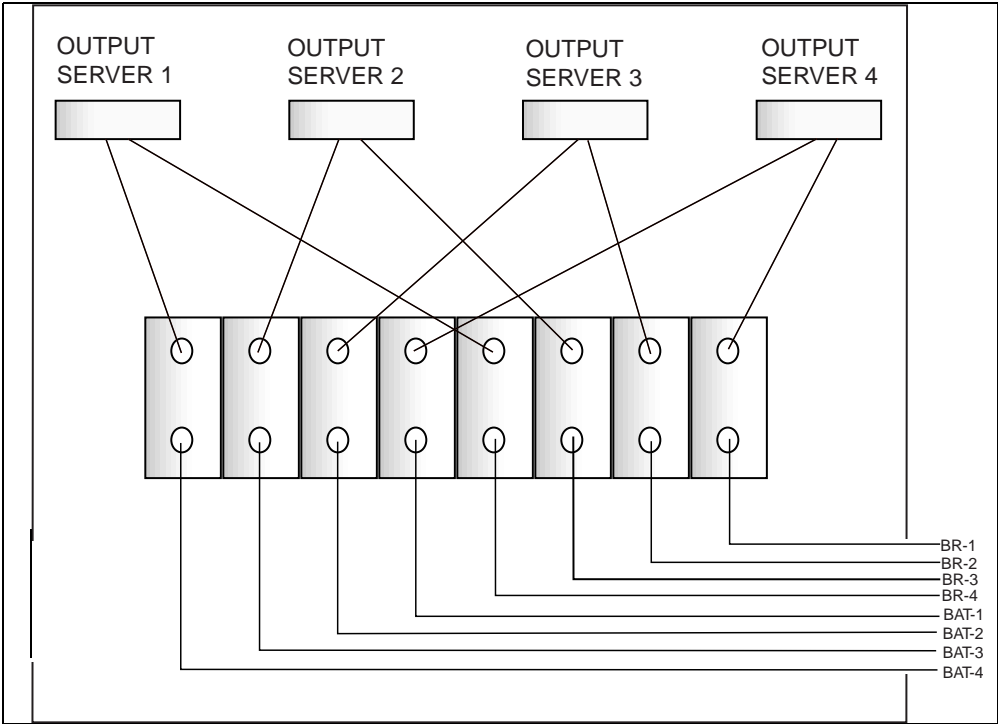 OUTPUT
SERVER 1
OUTPUT
SERVER 2
OUTPUT
SERVER 3
OUTPUT
SERVER 4
BR-1
BR-2
BR-3
BR-4
BAT-1
BAT-2
BAT-3
BAT-4